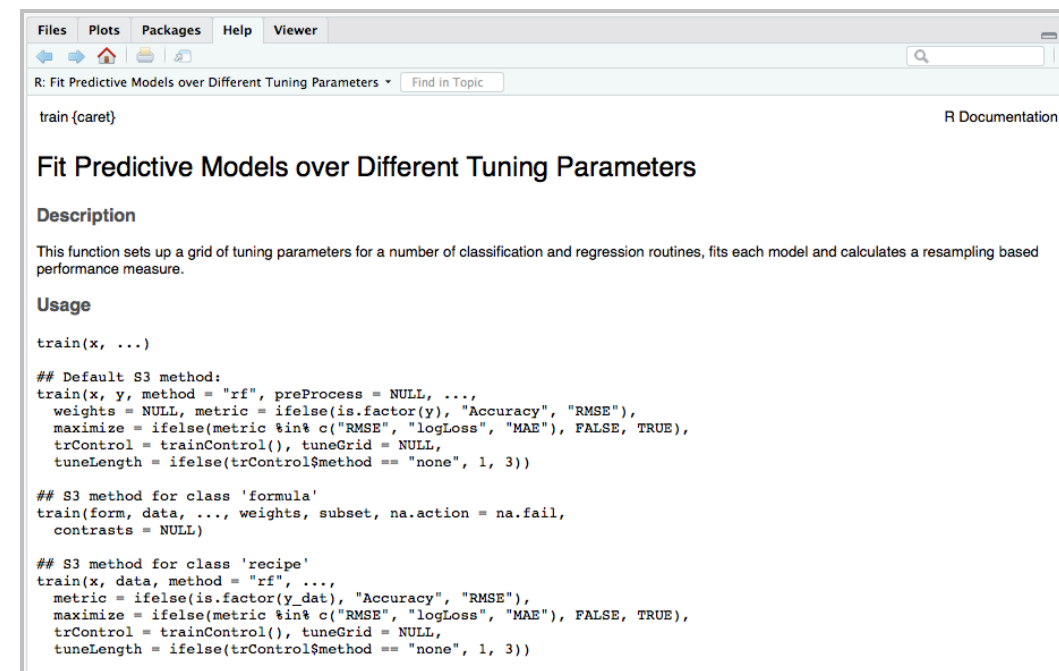 Files Plots Packages Help Viewer
R: Fit Predictive Models over Different Tuning Parameters Find in Topic
train {caret} R Documentation
Fit Predictive Models over Different Tuning Parameters
Description
This function sets up a grid of tuning parameters for a number of classification and regression routines, fits each model and calculates a resampling based
performance measure.
Usage
train(x, ...)
## Default S3 method:
train(x, y, method = "rf", preProcess = NULL, ...,
  weights = NULL, metric = ifelse(is.factor(y), "Accuracy", "RMSE"),
  maximize = ifelse(metric %in% c("RMSE", "logLoss", "MAE"), FALSE, TRUE),
  trControl = trainControl(), tuneGrid = NULL,
  tuneLength = ifelse(trControl$method == "none", 1, 3))
## S3 method for class 'formula'
train(form, data, ..., weights, subset, na.action = na.fail,
  contrasts = NULL)
## S3 method for class 'recipe'
train(x, data, method = "rf", ...,
  metric = ifelse(is.factor(y_dat), "Accuracy", "RMSE"),
  maximize = ifelse(metric %in% c("RMSE", "logLoss", "MAE"), FALSE, TRUE),
  trControl = trainControl(), tuneGrid = NULL,
  tuneLength = ifelse(trControl$method == "none", 1, 3))